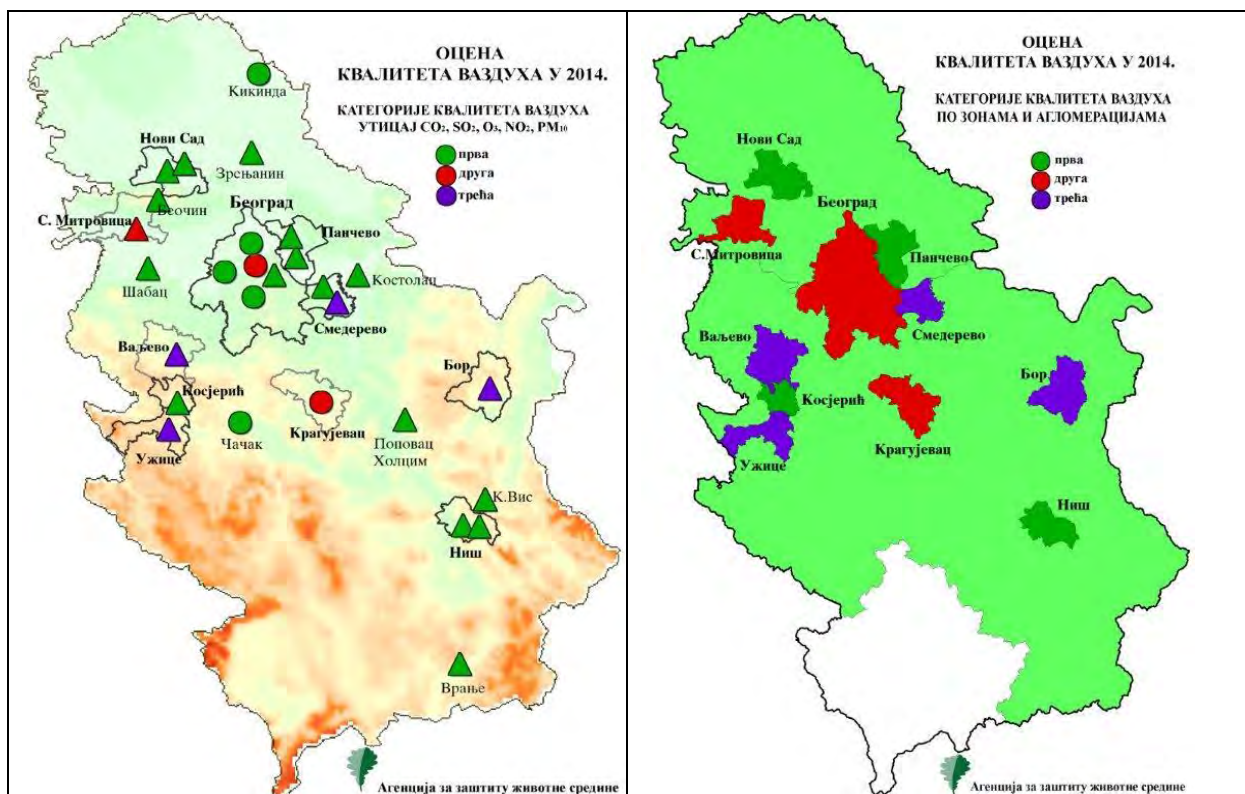 ОЦЕНА
КВАЛИТЕТА ВАЗДУХА У 2014.
КАТЕГОРИЈЕ КВАЛИТЕТА ВАЗДУХА
УТИЦАЈ CO₂, SO₂, O₃, NO₂, PM₁₀
прва
друга
трећа
Кикинда
Нови Сад
Зрењанин
Беочин
С. Митровица
Београд
Панчево
Шабац
Костолац
Смедерево
Ваљево
Бор
Косјерић
Чачак
Крагујевац
Поповац
Холцим
Ужице
К.Вис
Ниш
Врање
Агенција за заштиту животне средине
ОЦЕНА
КВАЛИТЕТА ВАЗДУХА У 2014.
КАТЕГОРИЈЕ КВАЛИТЕТА ВАЗДУХА
ПО ЗОНАМА И АГЛОМЕРАЦИЈАМА
прва
друга
трећа
Нови Сад
Београд
С.Митровица
Панчево
Смедерево
Ваљево
Бор
Косјерић
Крагујевац
Ужице
Ниш
Агенција за заштиту животне средине